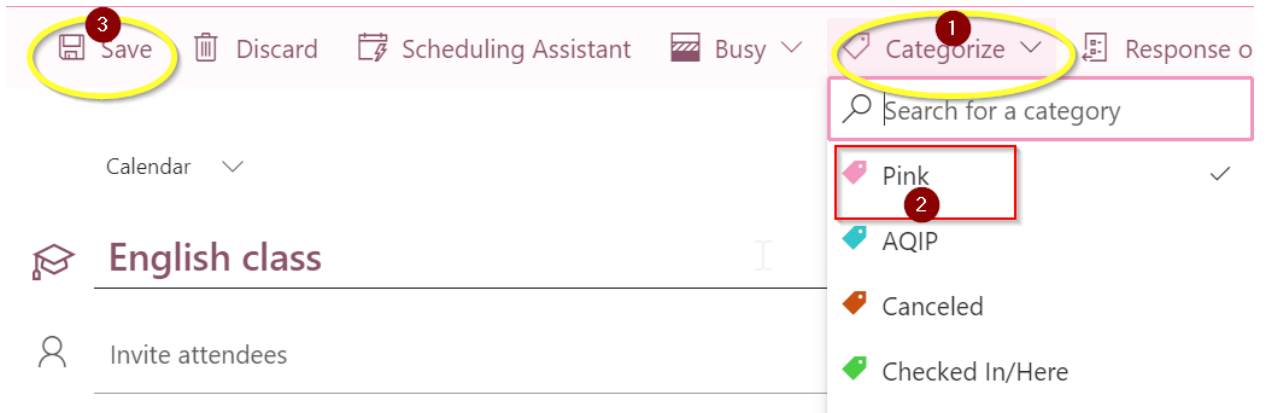 3 1
Save Discard Scheduling Assistant Busy Categorize Response o
Search for a category
Calendar
Pink
2
AQIP
English class
Canceled
Invite attendees
Checked In/Here